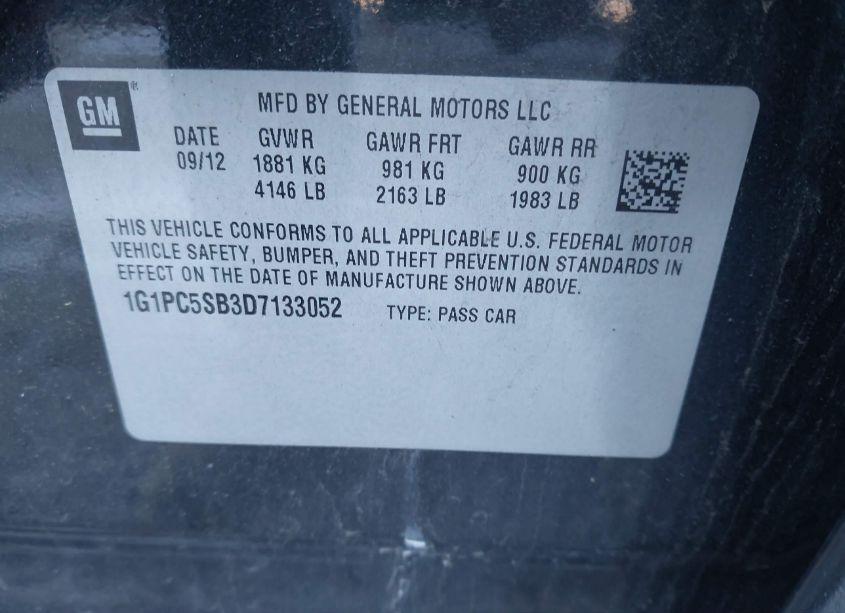 GM®
MFD BY GENERAL MOTORS LLC
DATE GVWR GAWR FRT GAWR RR
09/12 1881 KG 981 KG 900 KG
4146 LB 2163 LB 1983 LB
THIS VEHICLE CONFORMS TO ALL APPLICABLE U.S. FEDERAL MOTOR
VEHICLE SAFETY, BUMPER, AND THEFT PREVENTION STANDARDS IN
EFFECT ON THE DATE OF MANUFACTURE SHOWN ABOVE.
1G1PC5SB3D7133052 TYPE: PASS CAR